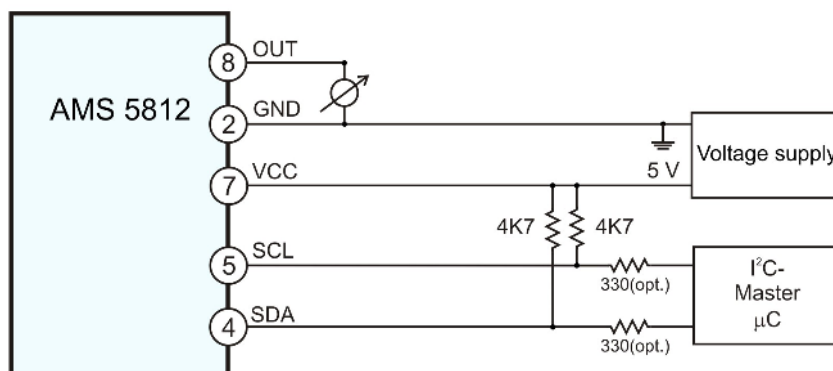 AMS 5812
8
OUT
2
GND
7
VCC
5
SCL
4
SDA
4K7
4K7
5 V
Voltage supply
330(opt.)
330(opt.)
I²C-
Master
µC